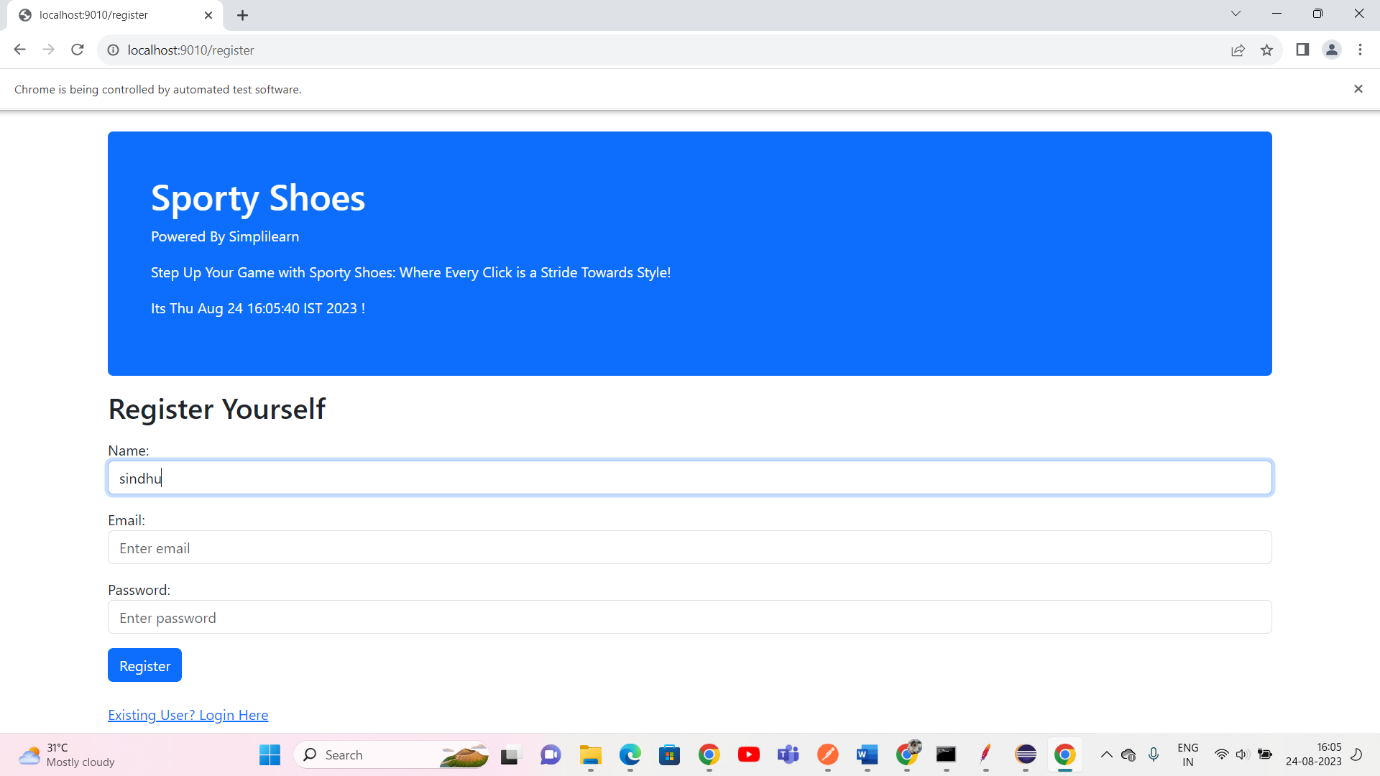 localhost:9010/register
localhost:9010/register
Chrome is being controlled by automated test software.
Sporty Shoes
Powered By Simplilearn
Step Up Your Game with Sporty Shoes: Where Every Click is a Stride Towards Style!
Its Thu Aug 24 16:05:40 IST 2023 !
Register Yourself
Name:
sindhu
Email:
Enter email
Password:
Enter password
Register
Existing User? Login Here
31°C
Mostly cloudy
Search
ENG
IN
16:05
24-08-2023